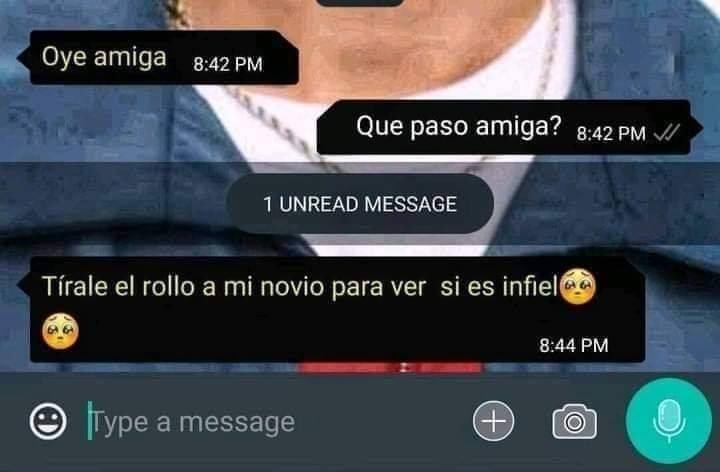 Oye amiga 8:42 PM
Que paso amiga? 8:42 PM
1 UNREAD MESSAGE
Tírale el rollo a mi novio para ver si es infiel🥺
🥺
8:44 PM
Type a message